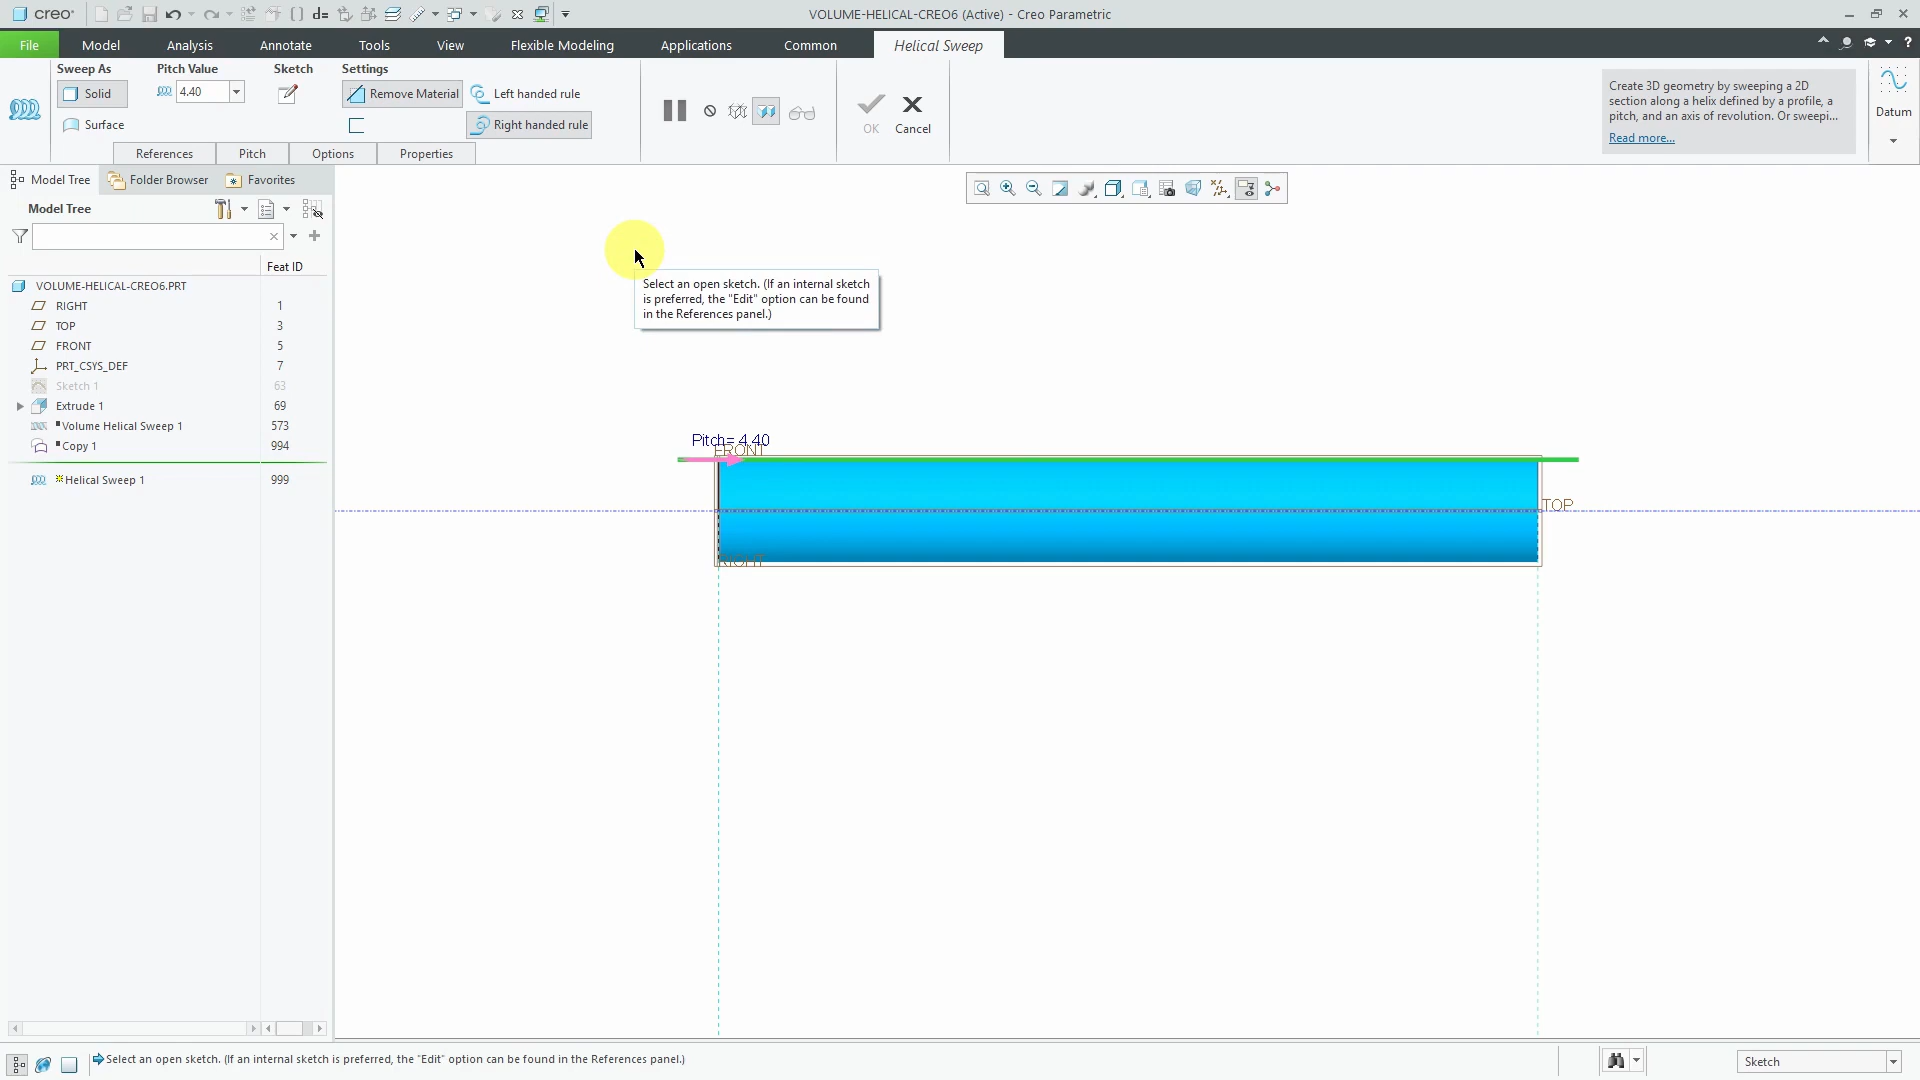 creo
VOLUME-HELICAL-CREO6 (Active) - Creo Parametric
File
Model
Analysis
Annotate
Tools
View
Flexible Modeling
Applications
Common
Helical Sweep
Sweep As
Pitch Value
Sketch
Settings
Solid
4.40
Remove Material
Left handed rule
Surface
Right handed rule
OK
Cancel
Create 3D geometry by sweeping a 2D
section along a helix defined by a profile, a
pitch, and an axis of revolution. Or sweepi...
Read more...
Datum
References
Pitch
Options
Properties
Model Tree
Folder Browser
Favorites
Model Tree
Feat ID
VOLUME-HELICAL-CREO6.PRT
RIGHT 1
TOP 3
FRONT 5
PRT_CSYS_DEF 7
Sketch 1 63
Extrude 1 69
Volume Helical Sweep 1 573
Copy 1 994
Helical Sweep 1 999
Select an open sketch. (If an internal sketch
is preferred, the "Edit" option can be found
in the References panel.)
Pitch= 4.40
FRONT
TOP
RIGHT
Select an open sketch. (If an internal sketch is preferred, the "Edit" option can be found in the References panel.)
Sketch